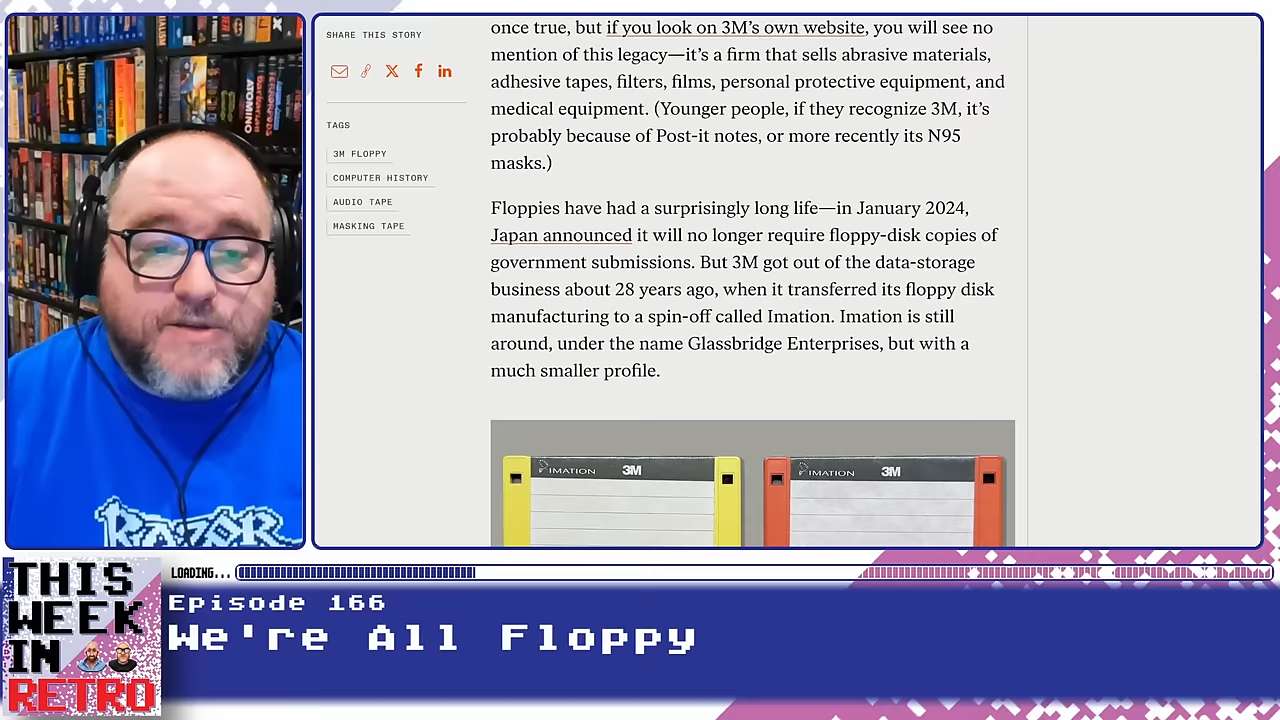 ATOMINO
RAZOR
SHARE THIS STORY
TAGS
3M FLOPPY
COMPUTER HISTORY
AUDIO TAPE
MASKING TAPE
once true, but if you look on 3M’s own website, you will see no
mention of this legacy—it’s a firm that sells abrasive materials,
adhesive tapes, filters, films, personal protective equipment, and
medical equipment. (Younger people, if they recognize 3M, it’s
probably because of Post-it notes, or more recently its N95
masks.)
Floppies have had a surprisingly long life—in January 2024,
Japan announced it will no longer require floppy-disk copies of
government submissions. But 3M got out of the data-storage
business about 28 years ago, when it transferred its floppy disk
manufacturing to a spin-off called Imation. Imation is still
around, under the name Glassbridge Enterprises, but with a
much smaller profile.
IMATION 3M
IMATION 3M
THIS
WEEK
IN
RETRO
LOADING...
Episode 166
We're All Floppy